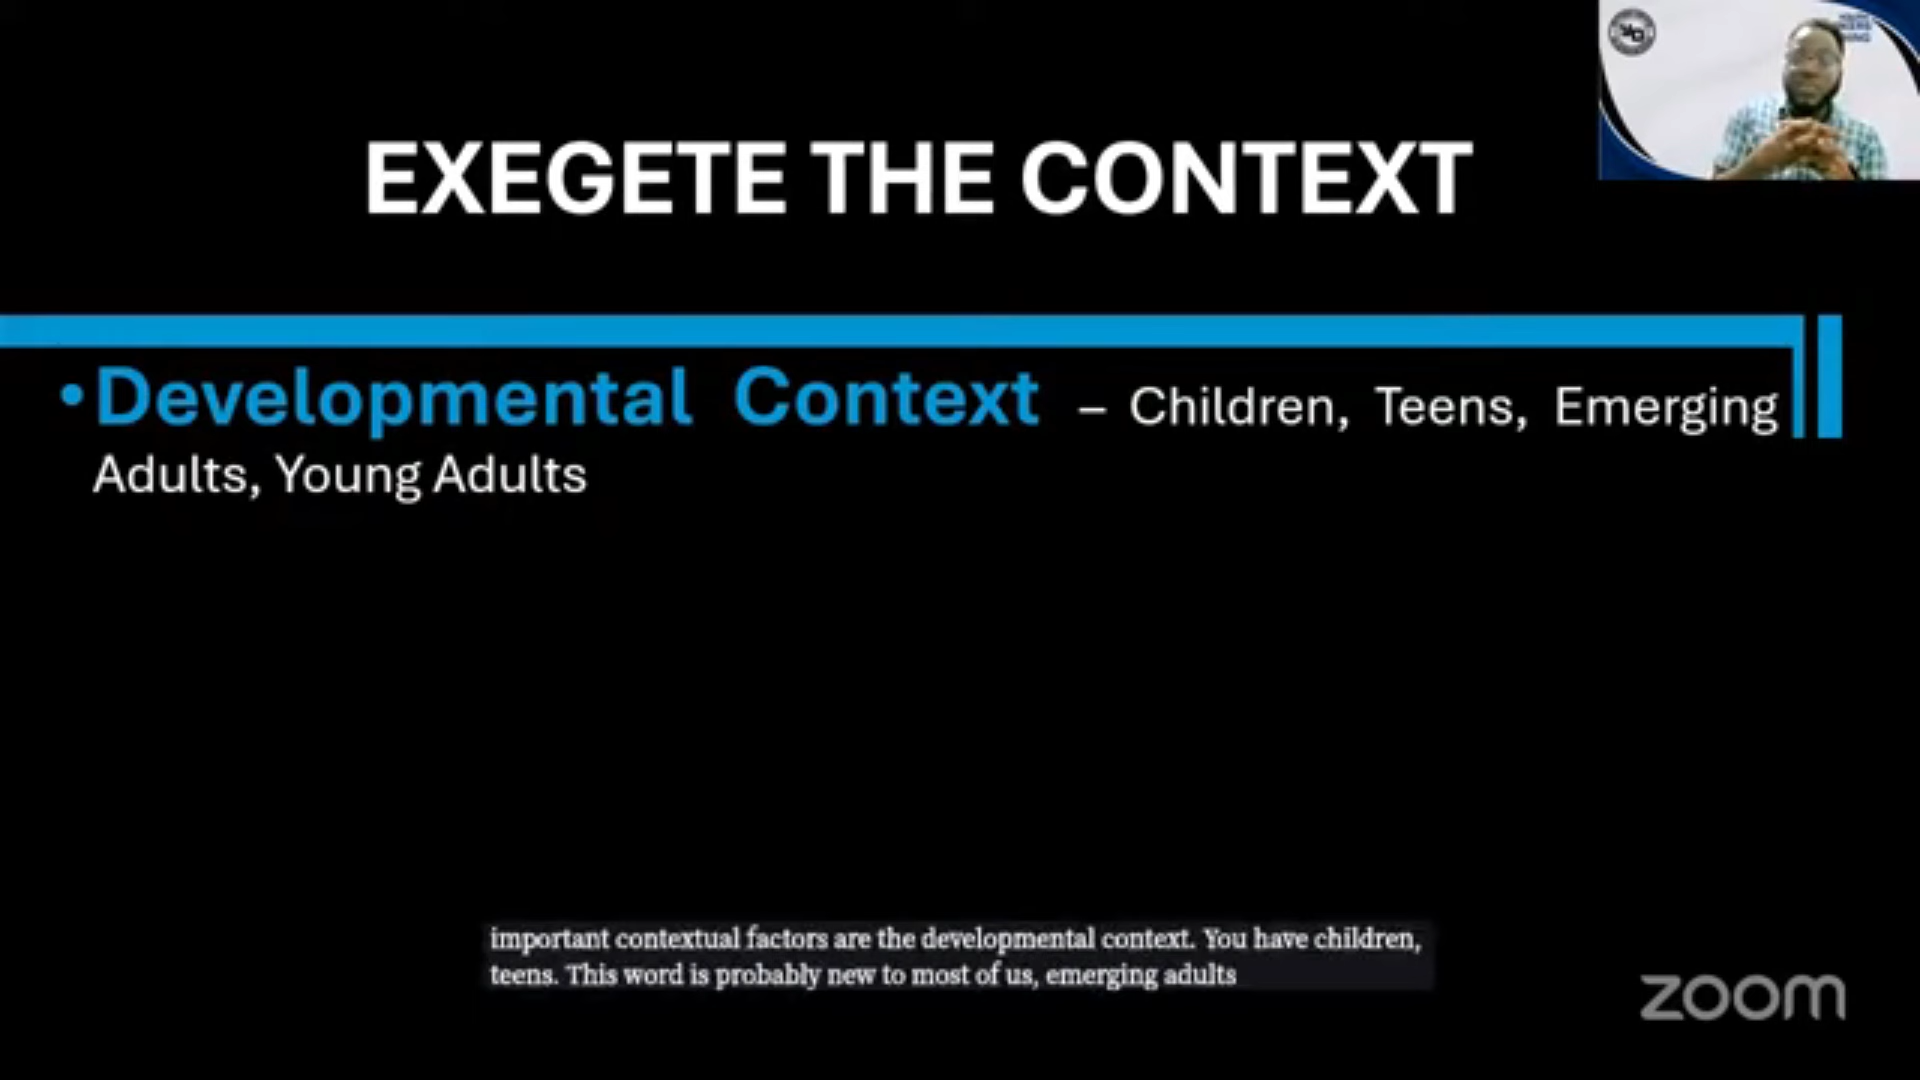 EXEGETE THE CONTEXT
•Developmental Context – Children, Teens, Emerging
Adults, Young Adults
important contextual factors are the developmental context. You have children,
teens. This word is probably new to most of us, emerging adults
zoom